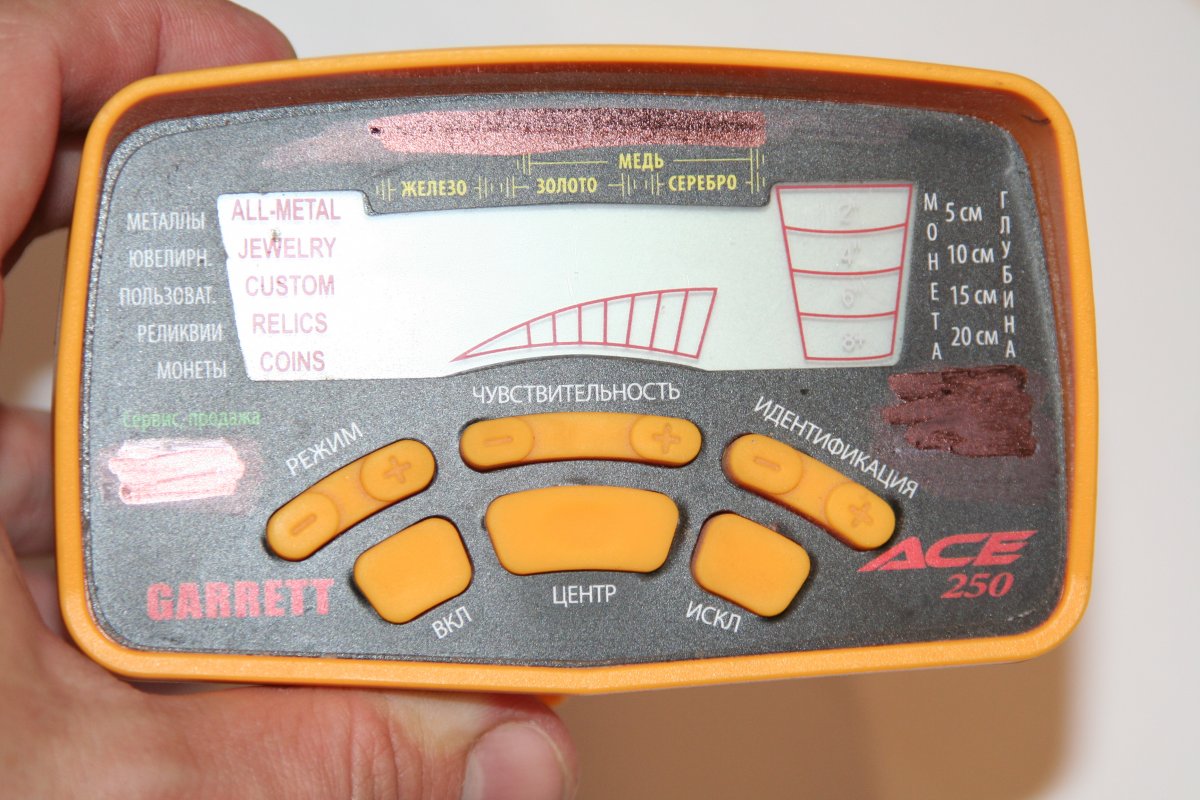 МЕДЬ
ЖЕЛЕЗО ЗОЛОТО СЕРЕБРО
МЕТАЛЛЫ
ЮВЕЛИРН.
ПОЛЬЗОВАТ.
РЕЛИКВИИ
МОНЕТЫ
ALL-METAL
JEWELRY
CUSTOM
RELICS
COINS
2"
4"
6"
8+
МОНЕТА
5 см
10 см
15 см
20 см
ГЛУБИНА
Сервис, продажа
ЧУВСТВИТЕЛЬНОСТЬ
РЕЖИМ
ИДЕНТИФИКАЦИЯ
- +
- +
- +
GARRETT
ВКЛ
ЦЕНТР
ИСКЛ
ACE
250